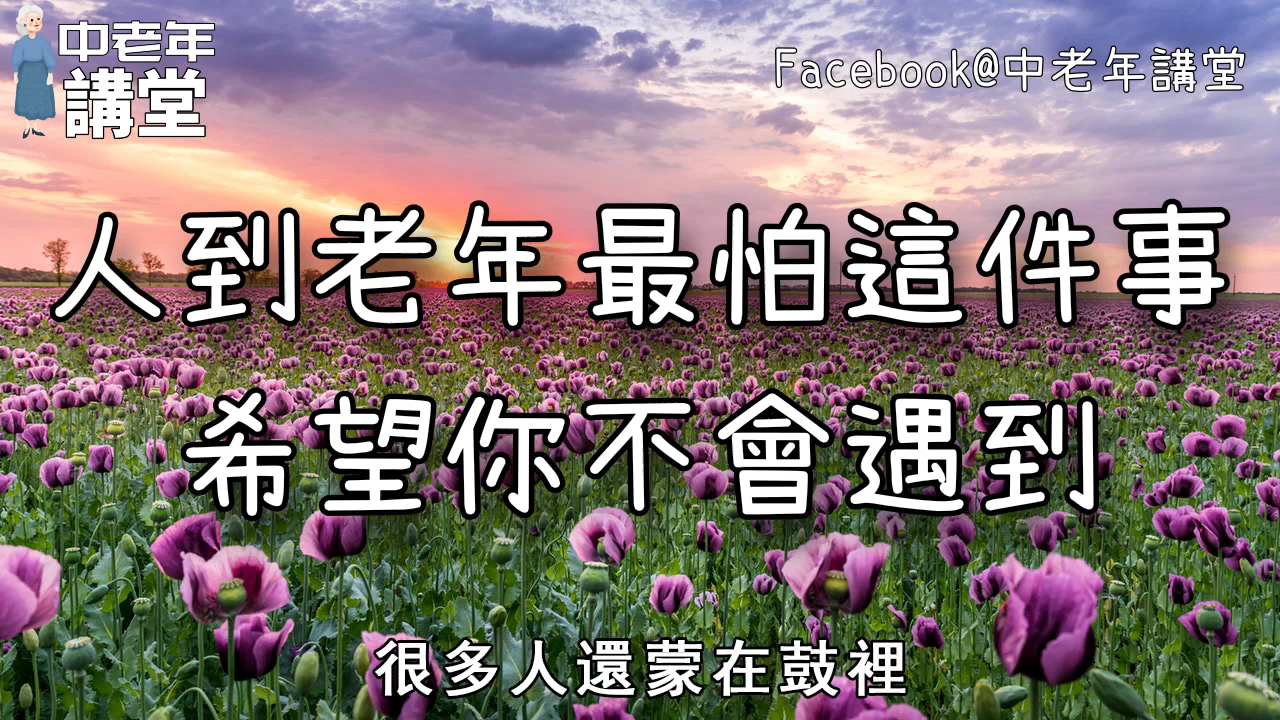 中老年
講堂
Facebook@中老年講堂
人到老年最怕這件事
希望你不會遇到
很多人還蒙在鼓裡